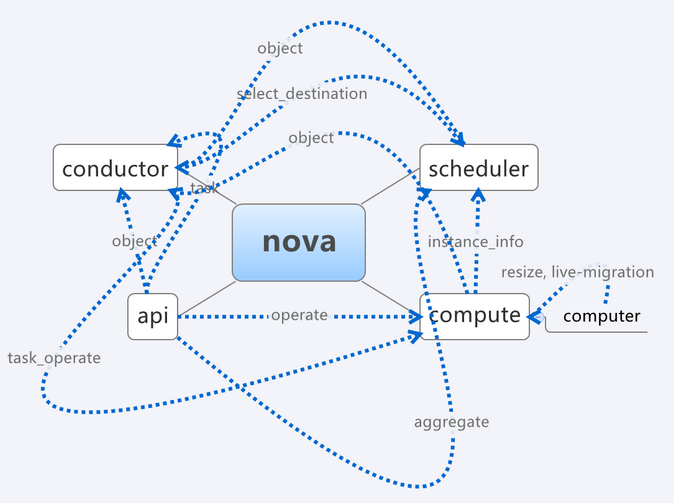 object
select_destination
object
conductor
scheduler
task
nova
object
instance_info
resize, live-migration
api
operate
compute
computer
task_operate
aggregate